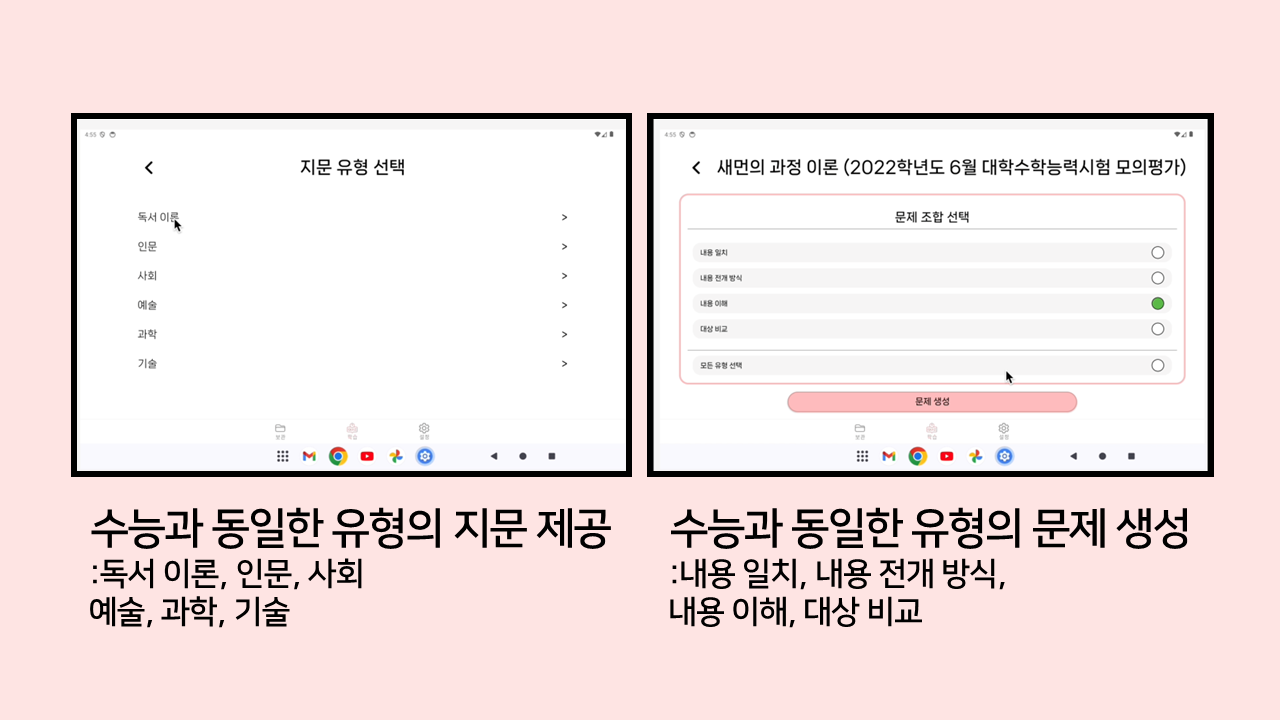 4:55
지문 유형 선택
독서 이론
>
인문
>
사회
>
예술
>
과학
>
기술
>
보관
학습
설정
4:55
새먼의 과정 이론 (2022학년도 6월 대학수학능력시험 모의평가)
문제 조합 선택
내용 일치
내용 전개 방식
내용 이해
대상 비교
모든 유형 선택
문제 생성
보관
학습
설정
수능과 동일한 유형의 지문 제공
:독서 이론, 인문, 사회
예술, 과학, 기술
수능과 동일한 유형의 문제 생성
:내용 일치, 내용 전개 방식,
내용 이해, 대상 비교